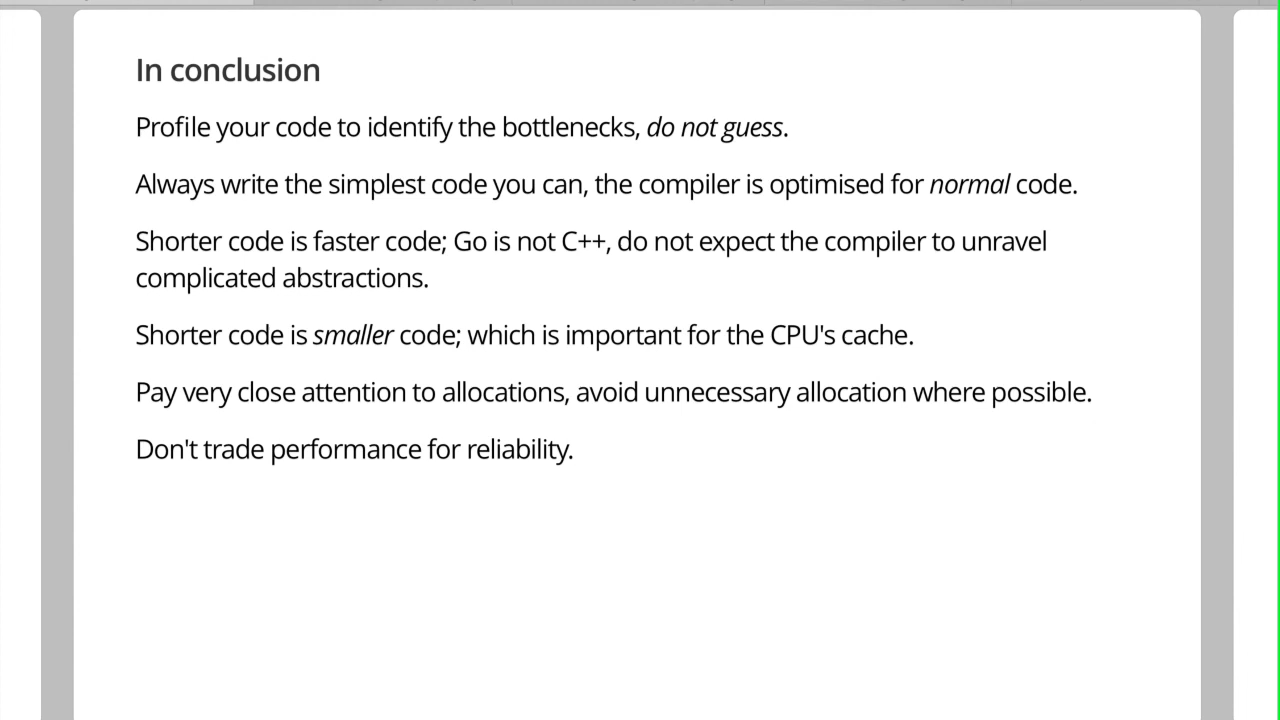 In conclusion
Profile your code to identify the bottlenecks, do not guess.
Always write the simplest code you can, the compiler is optimised for normal code.
Shorter code is faster code; Go is not C++, do not expect the compiler to unravel
complicated abstractions.
Shorter code is smaller code; which is important for the CPU's cache.
Pay very close attention to allocations, avoid unnecessary allocation where possible.
Don't trade performance for reliability.